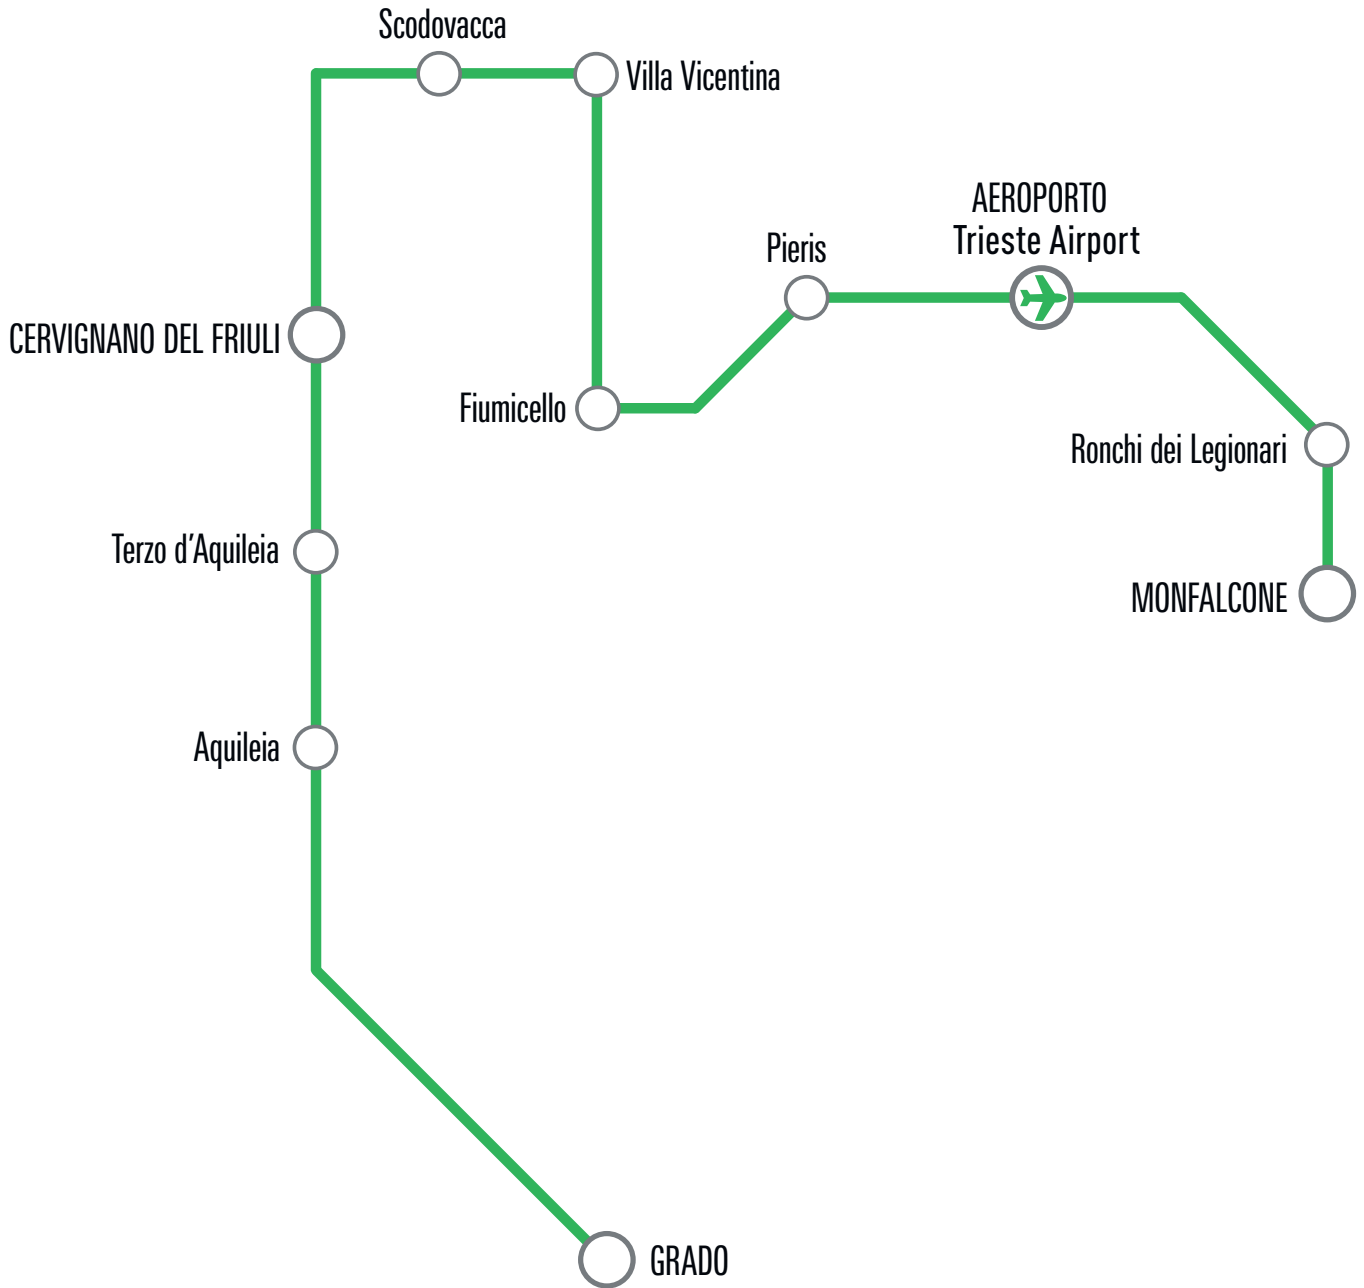 Scodovacca
Villa Vicentina
AEROPORTO
Trieste Airport
Pieris
CERVIGNANO DEL FRIULI
Fiumicello
Ronchi dei Legionari
Terzo d'Aquileia
MONFALCONE
Aquileia
GRADO